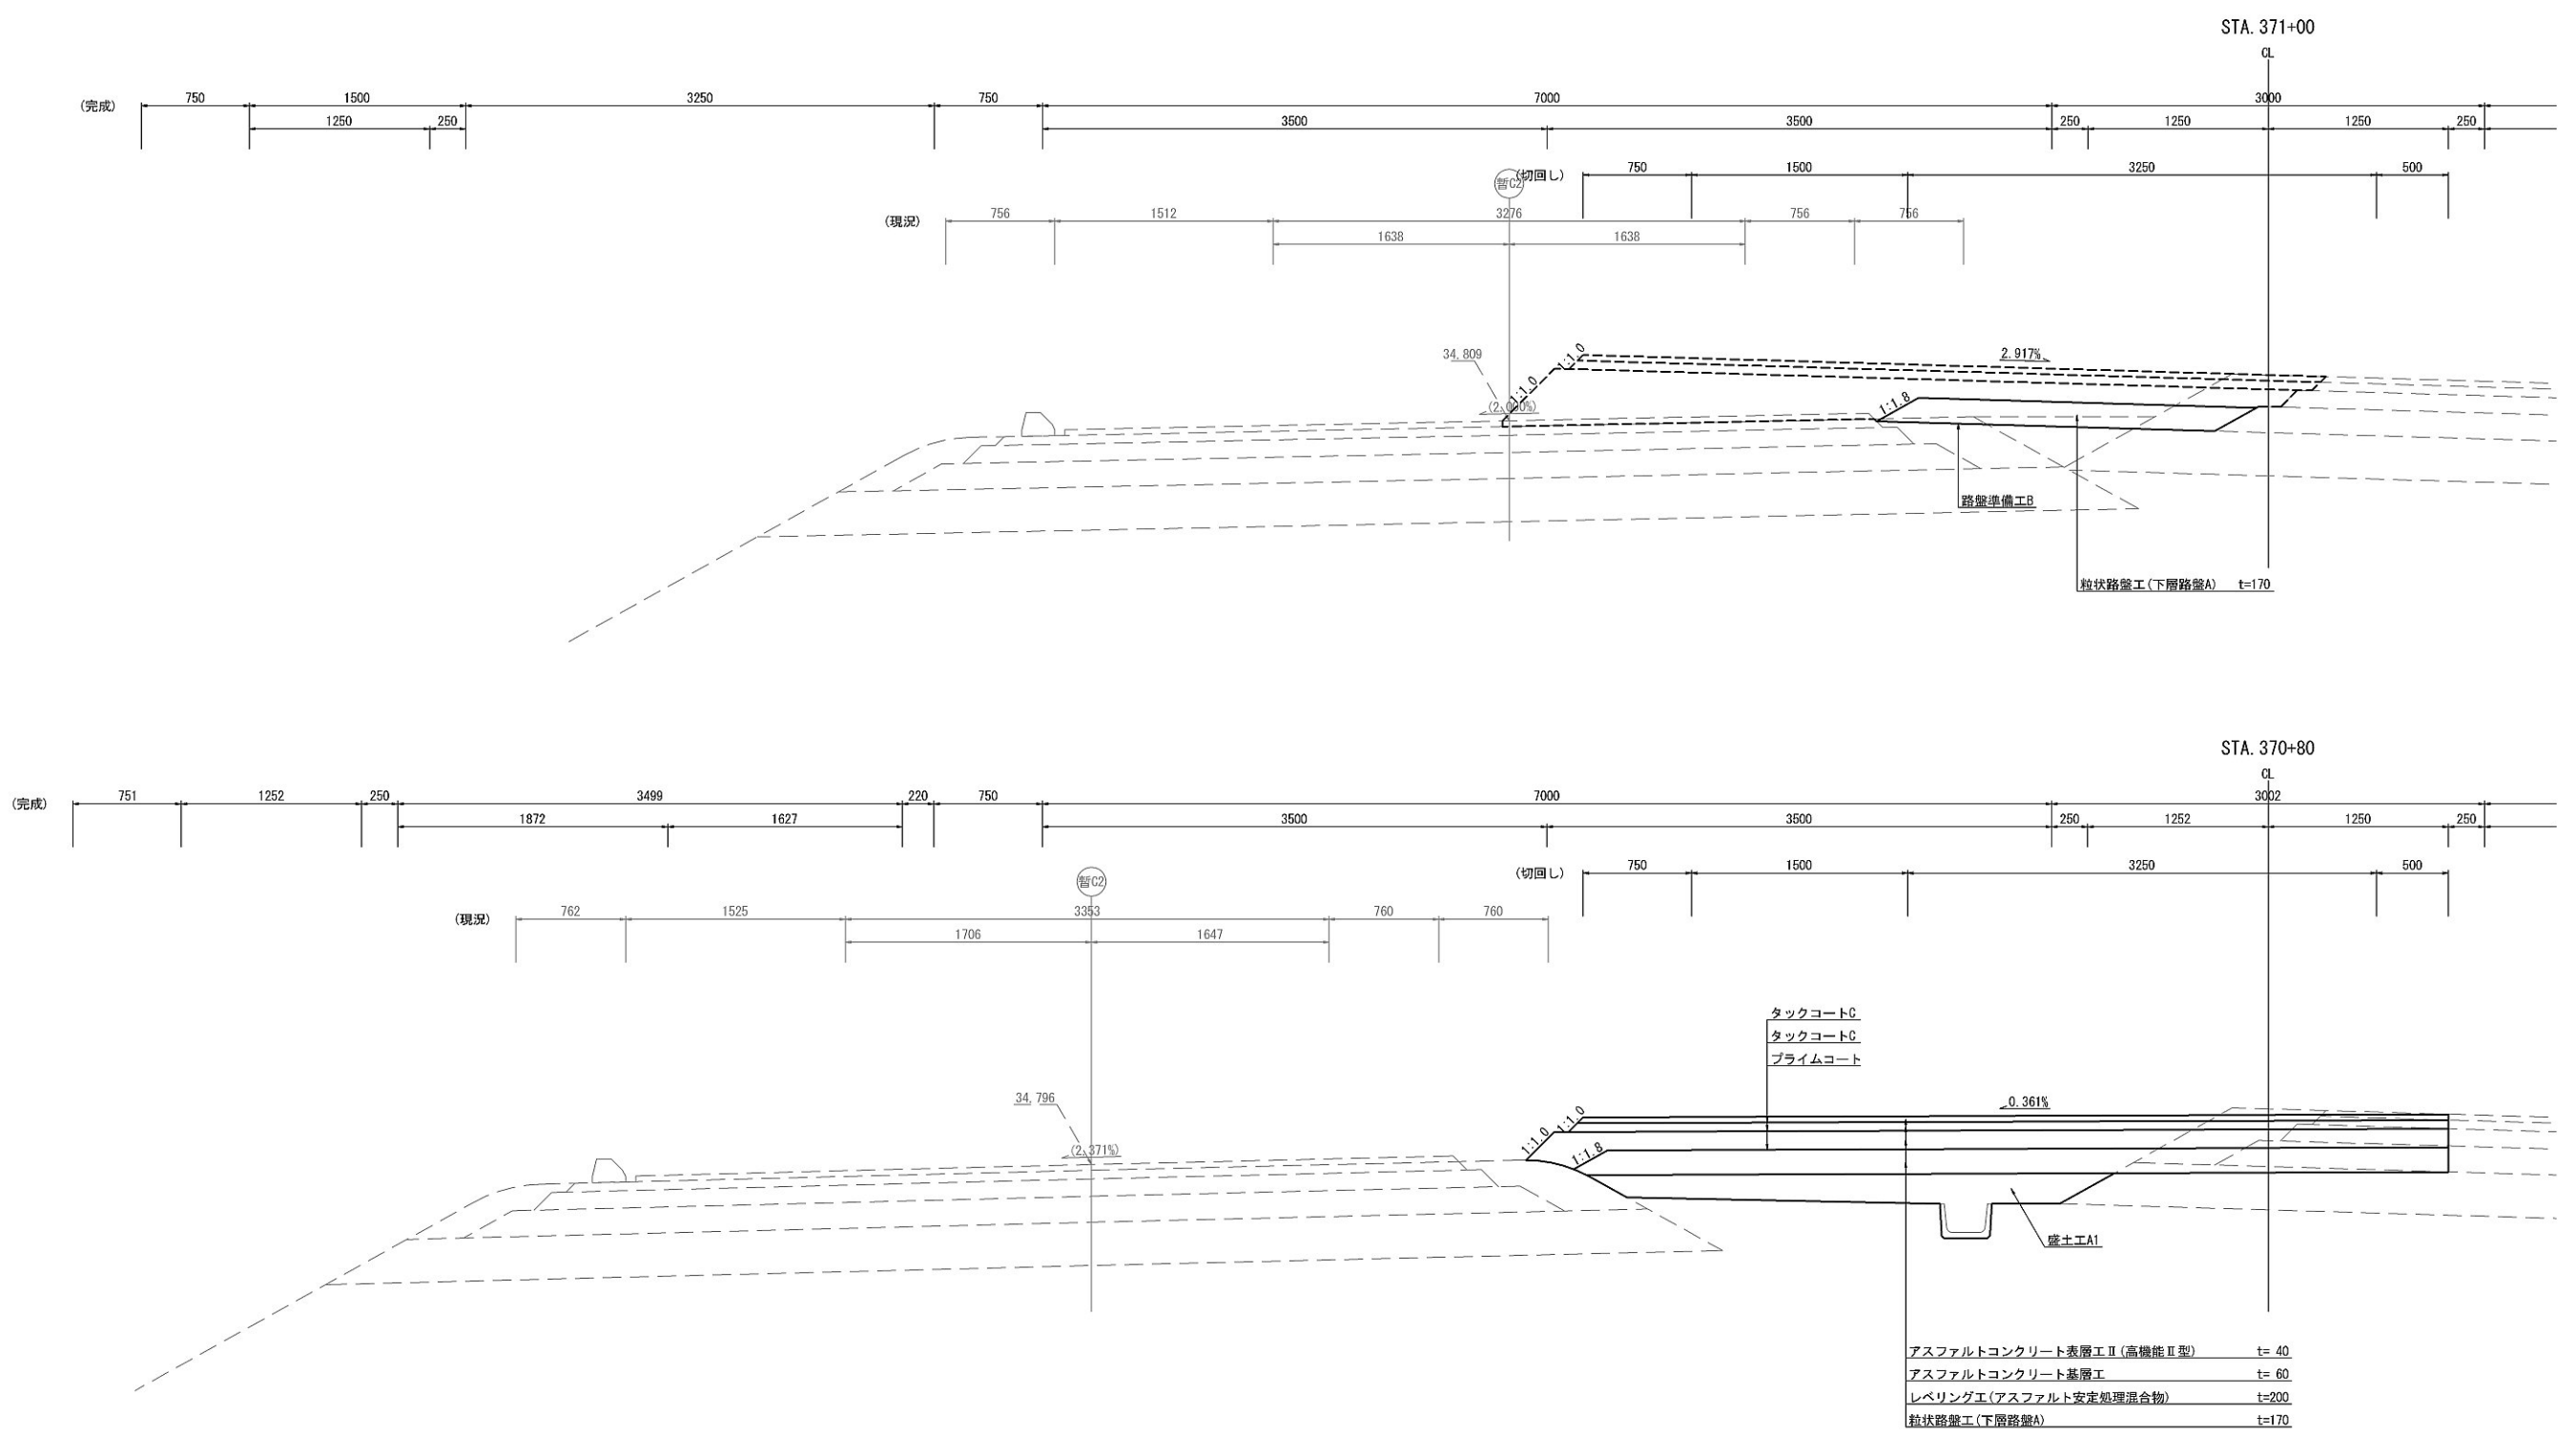 STA. 371+00
CL
(完成) 750 1500 3250 750 7000 3000
1250 250 3500 3500 250 1250 1250 250
(切回し) 750 1500 3250 500
暫C2
(現況) 756 1512 3276 756 756
1638 1638
34,809
1:1.0
2.917%
1:1.0
(2.000%)
1:1.8
路盤準備工B
粒状路盤工(下層路盤A) t=170
STA. 370+80
CL
(完成) 751 1252 250 3499 220 750 7000 3002
1872 1627 3500 3500 250 1252 1250 250
(切回し) 750 1500 3250 500
暫C2
(現況) 762 1525 3353 760 760
1706 1647
タックコートC
タックコートC
プライムコート
34,796
0.361%
1:1.0
1:1.0
(2.371%)
1:1.8
盛土工A1
アスファルトコンクリート表層工Ⅱ(高機能Ⅱ型) t= 40
アスファルトコンクリート基層工 t= 60
レベリング工(アスファルト安定処理混合物) t=200
粒状路盤工(下層路盤A) t=170